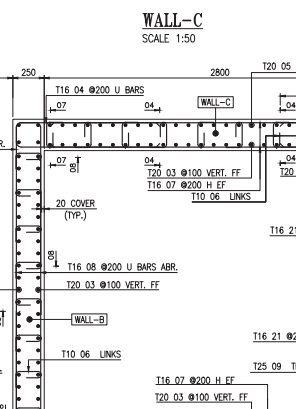 WALL-C
SCALE 1:50
T20 05
250
2800
T16 04 @200 U BARS
07
04
WALL-C
07
08
04
04
T20 03 @100 VERT. FF
T20
T16 07 @200 H EF
T10 06 LINKS
20 COVER
(TYP.)
T16 21
08
T16 08 @200 U BARS ABR.
T20 03 @100 VERT. FF
WALL-B
T16 21 @2
T10 06 LINKS
T25 09
T16 07 @200 H EF
T20 03 @100 VERT. FF